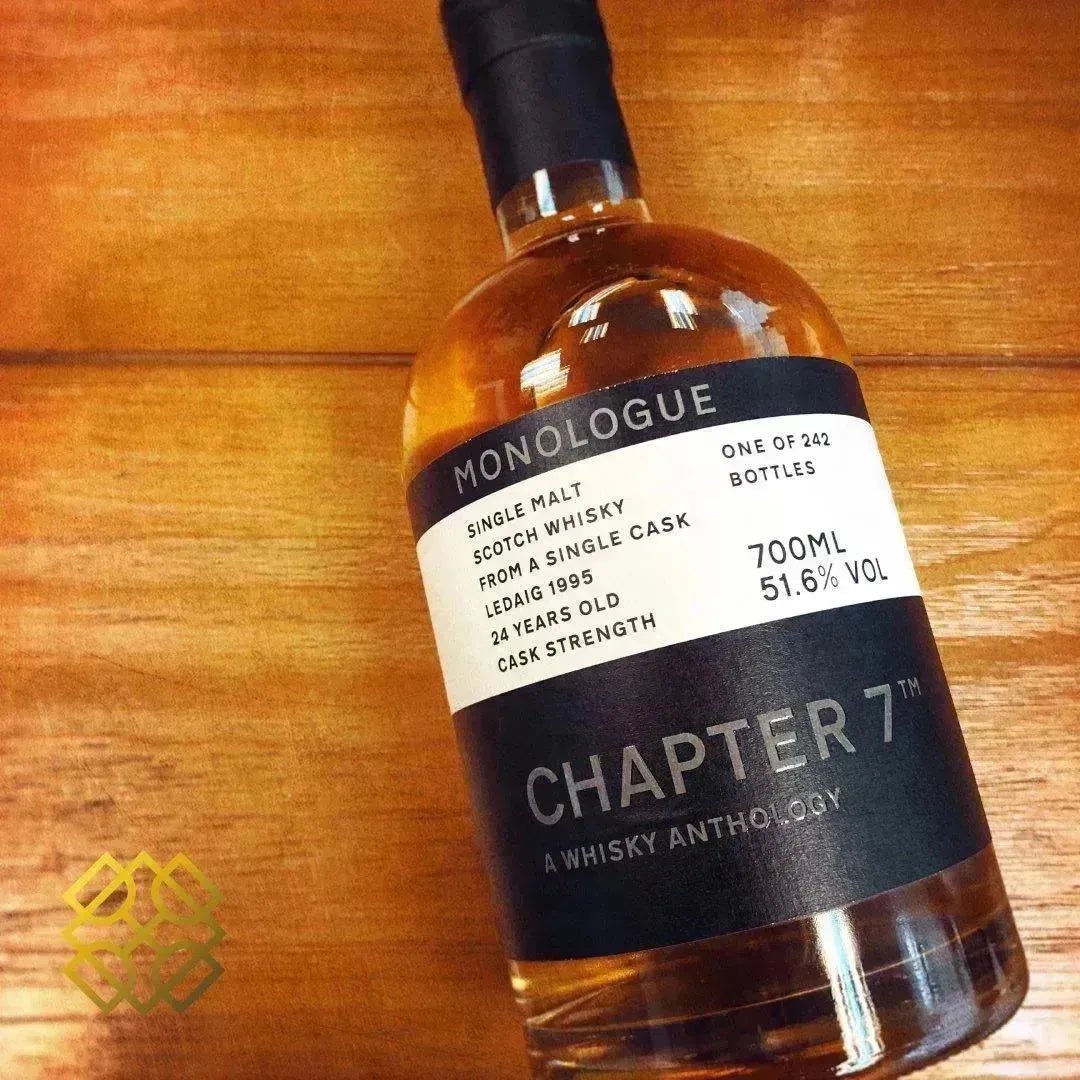 MONOLOGUE
SINGLE MALT
SCOTCH WHISKY
FROM A SINGLE CASK
LEDAIG 1995
24 YEARS OLD
CASK STRENGTH
ONE OF 242
BOTTLES
700ML
51.6% VOL
CHAPTER 7™
A WHISKY ANTHOLOGY